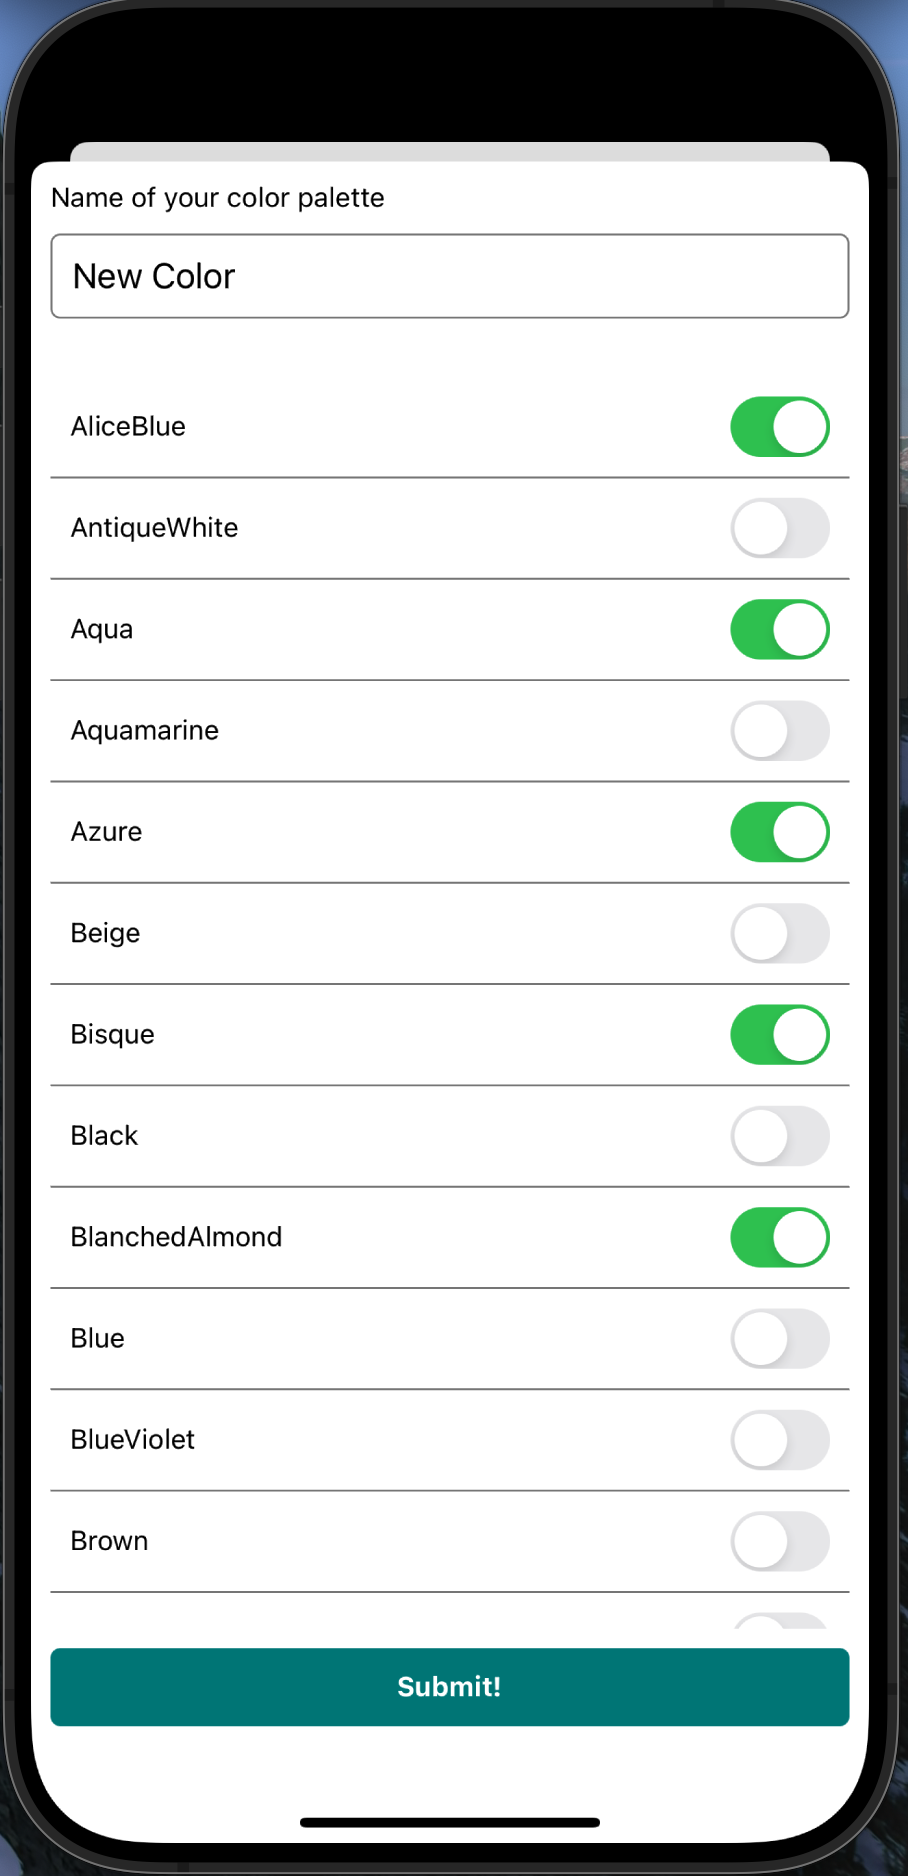 Name of your color palette
New Color
AliceBlue
AntiqueWhite
Aqua
Aquamarine
Azure
Beige
Bisque
Black
BlanchedAlmond
Blue
BlueViolet
Brown
Submit!